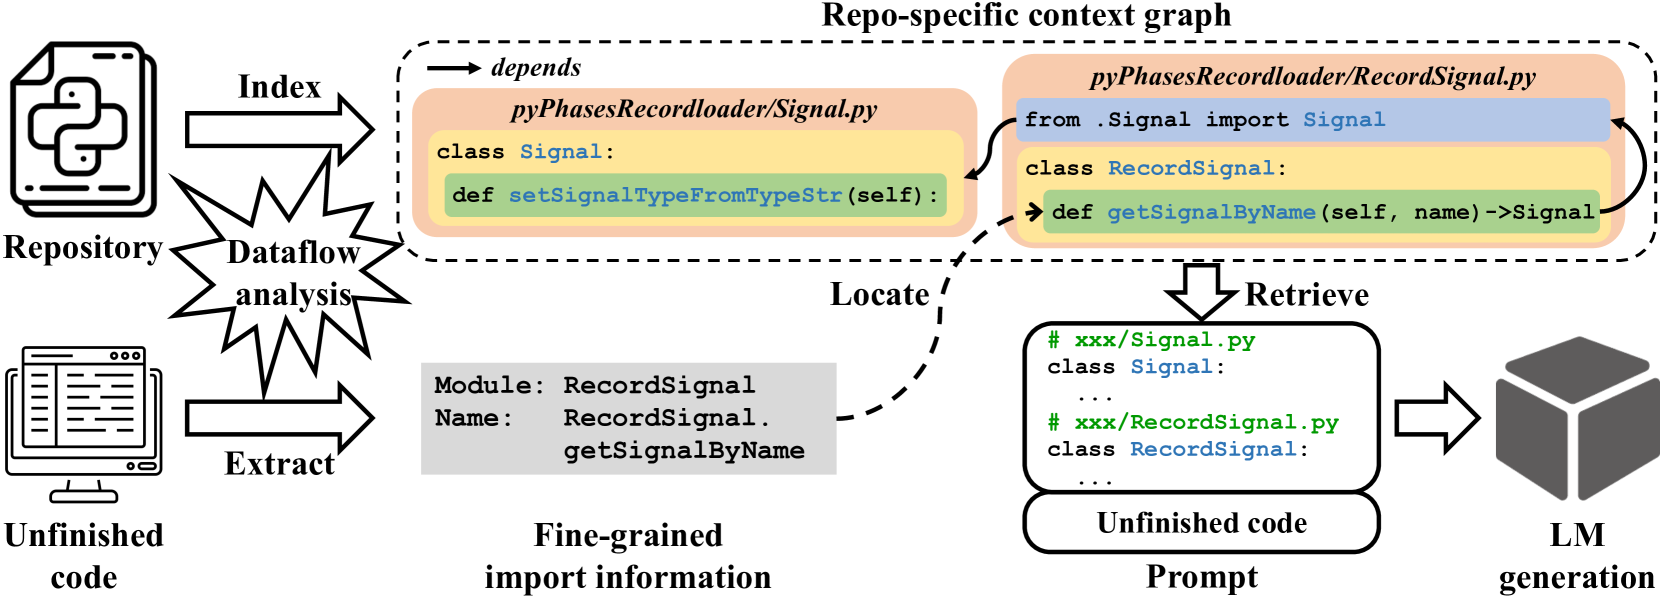 Repo-specific context graph
Index
depends
pyPhasesRecordloader/Signal.py
class Signal:
def setSignalTypeFromTypeStr(self):
pyPhasesRecordloader/RecordSignal.py
from .Signal import Signal
class RecordSignal:
def getSignalByName(self, name)->Signal
Repository
Dataflow
analysis
Locate
Retrieve
Extract
Module: RecordSignal
Name: RecordSignal.
getSignalByName
# xxx/Signal.py
class Signal:
...
# xxx/RecordSignal.py
class RecordSignal:
...
Unfinished code
Unfinished
code
Fine-grained
import information
Prompt
LM
generation